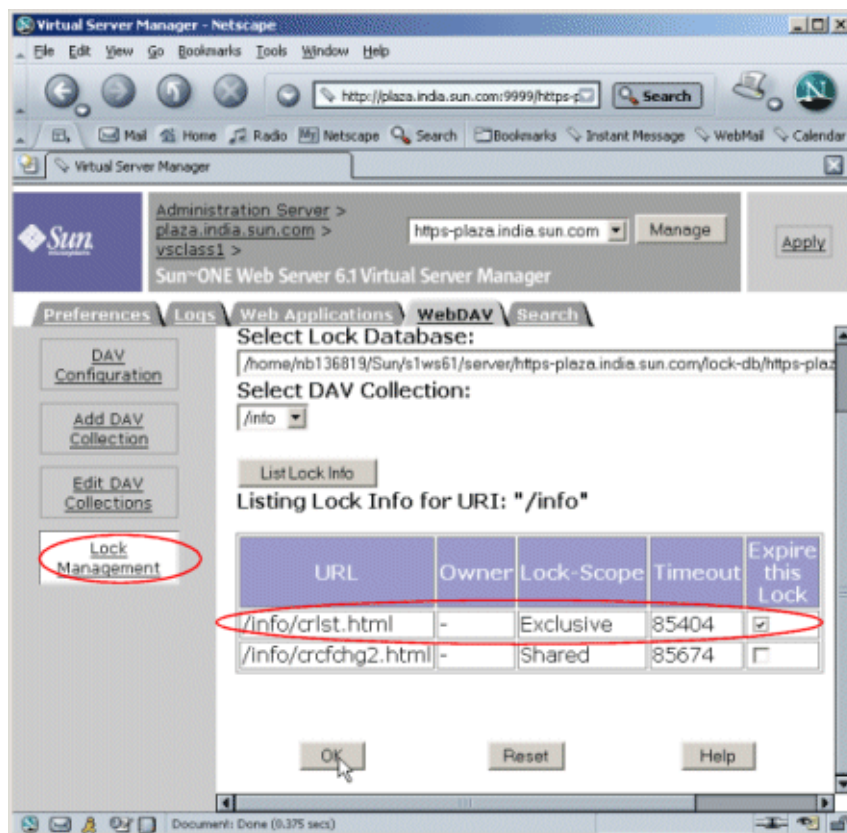 Virtual Server Manager - Netscape
File Edit View Go Bookmarks Tools Window Help
http://plaza.india.sun.com:9999/https-p Search N
Mail Home Radio My Netscape Search Bookmarks Instant Message WebMail Calendar
Virtual Server Manager
Sun
microsystems
Administration Server >
plaza.india.sun.com >
vsclass1 >
https-plaza.india.sun.com Manage
Apply
Sun ONE Web Server 6.1 Virtual Server Manager
Preferences Logs Web Applications WebDAV Search
DAV
Configuration
Add DAV
Collection
Edit DAV
Collections
Lock
Management
Select Lock Database:
/home/nb136819/Sun/s1ws61/server/https-plaza.india.sun.com/lock-db/https-plaz
Select DAV Collection:
/info
List Lock Info
Listing Lock Info for URI: "/info"
URL Owner Lock-Scope Timeout Expire this Lock
/info/crlst.html - Exclusive 85404
/info/crcfchg2.html - Shared 85674
OK Reset Help
Document: Done (0.375 secs)